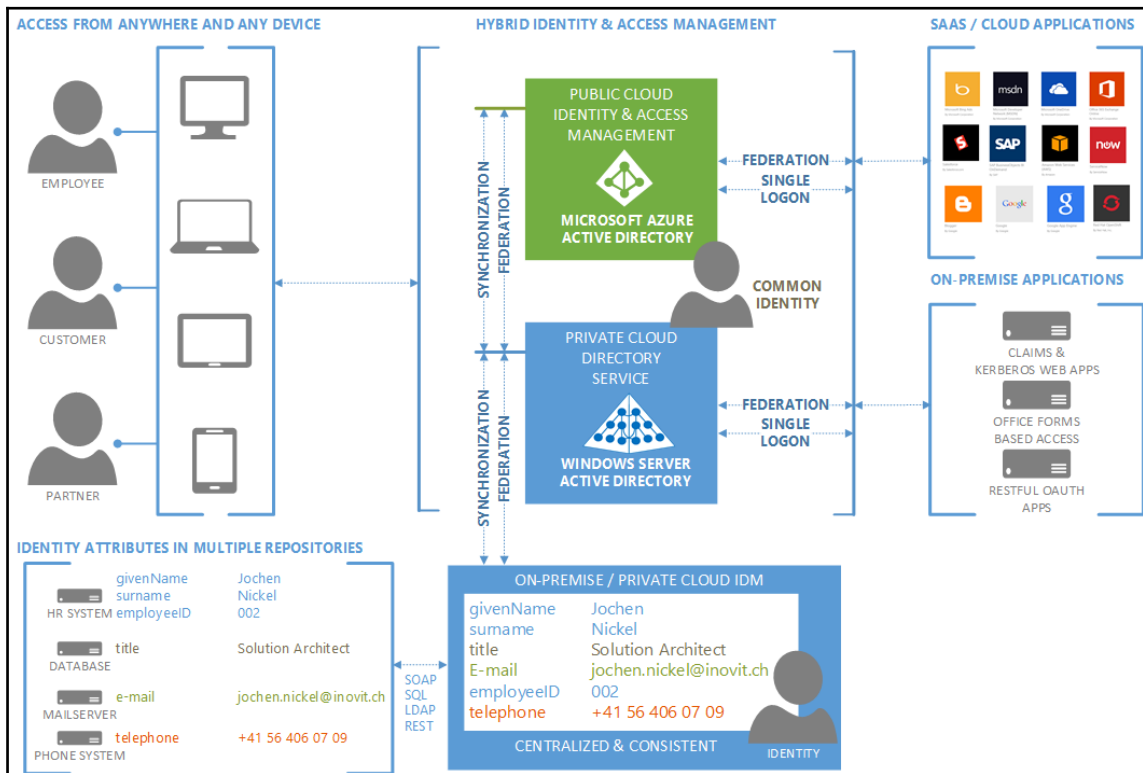 ACCESS FROM ANYWHERE AND ANY DEVICE
EMPLOYEE
CUSTOMER
PARTNER
HYBRID IDENTITY & ACCESS MANAGEMENT
PUBLIC CLOUD
IDENTITY & ACCESS
MANAGEMENT
MICROSOFT AZURE
ACTIVE DIRECTORY
SYNCHRONIZATION
FEDERATION
FEDERATION
SINGLE
LOGON
COMMON
IDENTITY
PRIVATE CLOUD
DIRECTORY
SERVICE
WINDOWS SERVER
ACTIVE DIRECTORY
SYNCHRONIZATION
FEDERATION
FEDERATION
SINGLE
LOGON
SAAS / CLOUD APPLICATIONS
msdn
SAP
now
Google
ON-PREMISE APPLICATIONS
CLAIMS &
KERBEROS WEB APPS
OFFICE FORMS
BASED ACCESS
RESTFUL OAUTH
APPS
IDENTITY ATTRIBUTES IN MULTIPLE REPOSITORIES
givenName Jochen
surname Nickel
HR SYSTEM employeeID 002
title Solution Architect
DATABASE
e-mail jochen.nickel@inovit.ch
MAILSERVER
telephone +41 56 406 07 09
PHONE SYSTEM
SOAP
SQL
LDAP
REST
ON-PREMISE / PRIVATE CLOUD IDM
givenName Jochen
surname Nickel
title Solution Architect
E-mail jochen.nickel@inovit.ch
employeeID 002
telephone +41 56 406 07 09
IDENTITY
CENTRALIZED & CONSISTENT